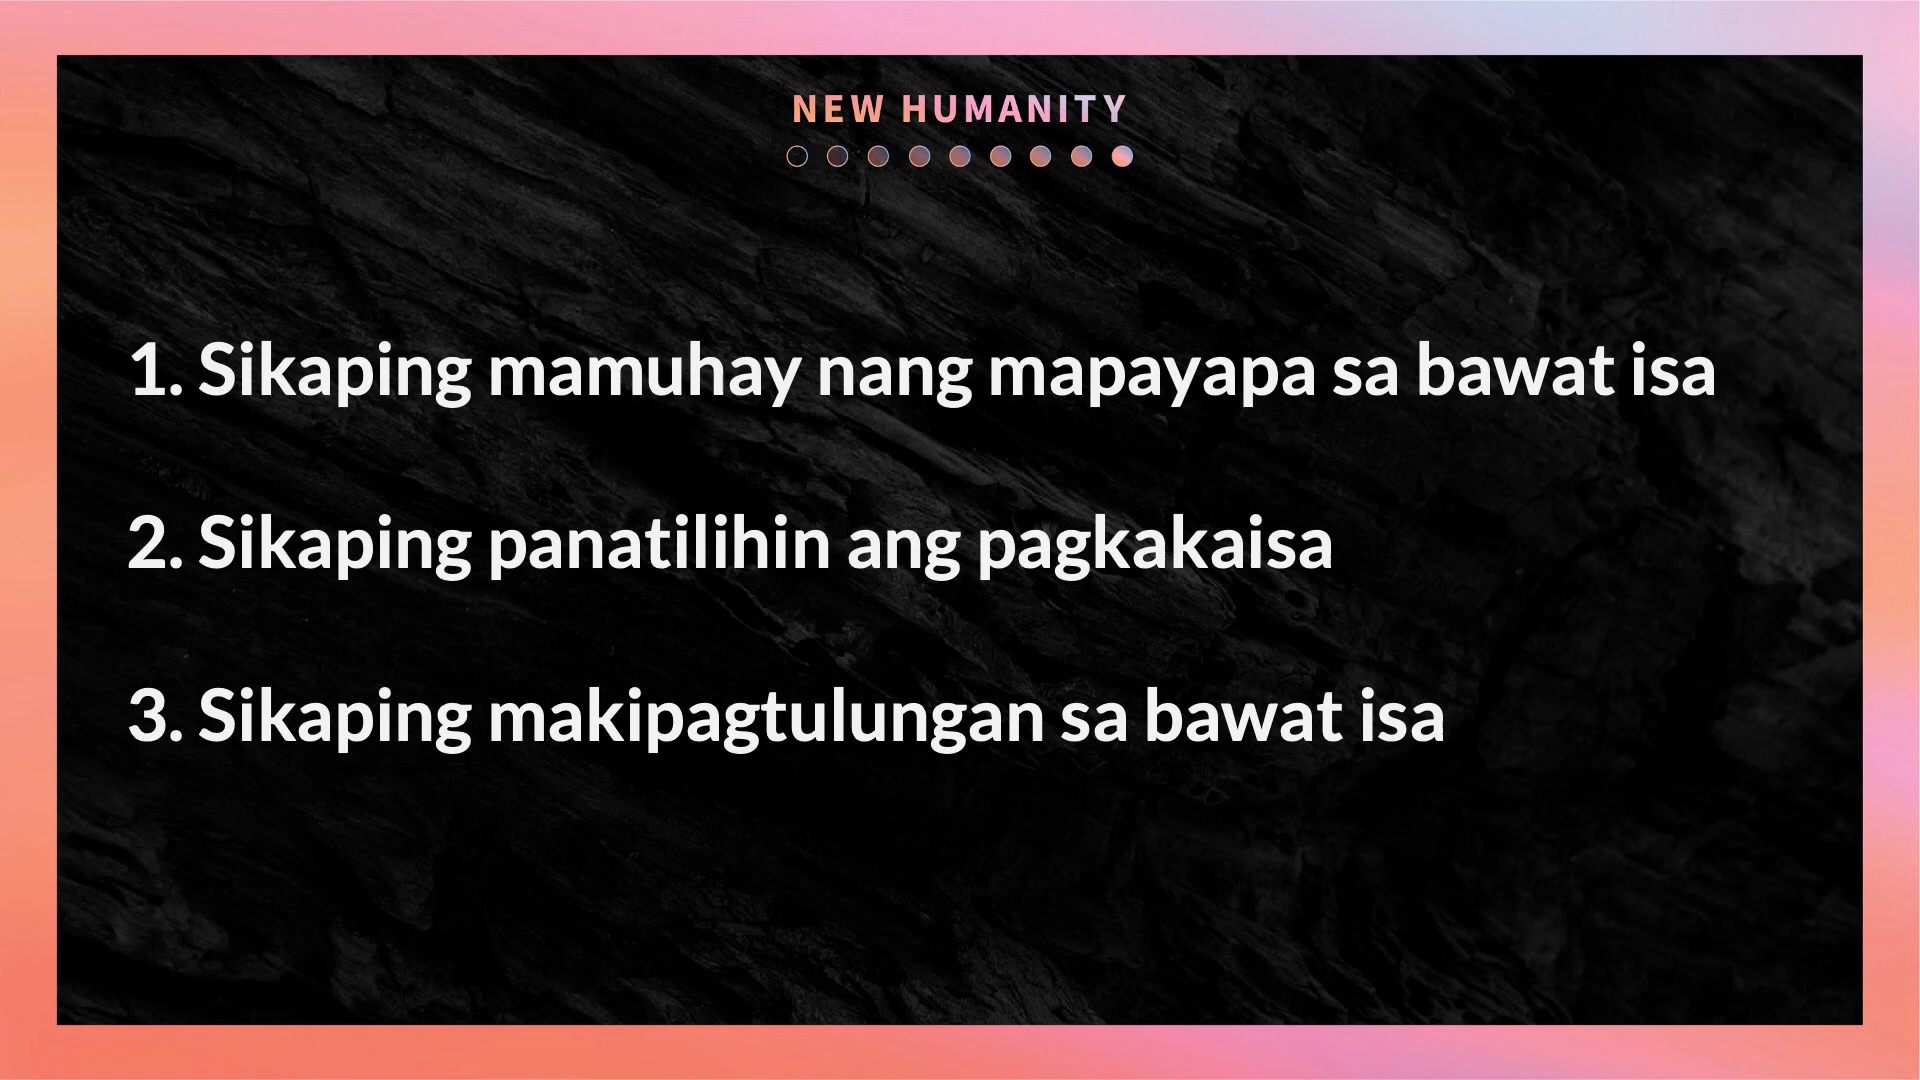 NEW HUMANITY
1. Sikaping mamuhay nang mapayapa sa bawat isa
2. Sikaping panatilihin ang pagkakaisa
3. Sikaping makipagtulungan sa bawat isa